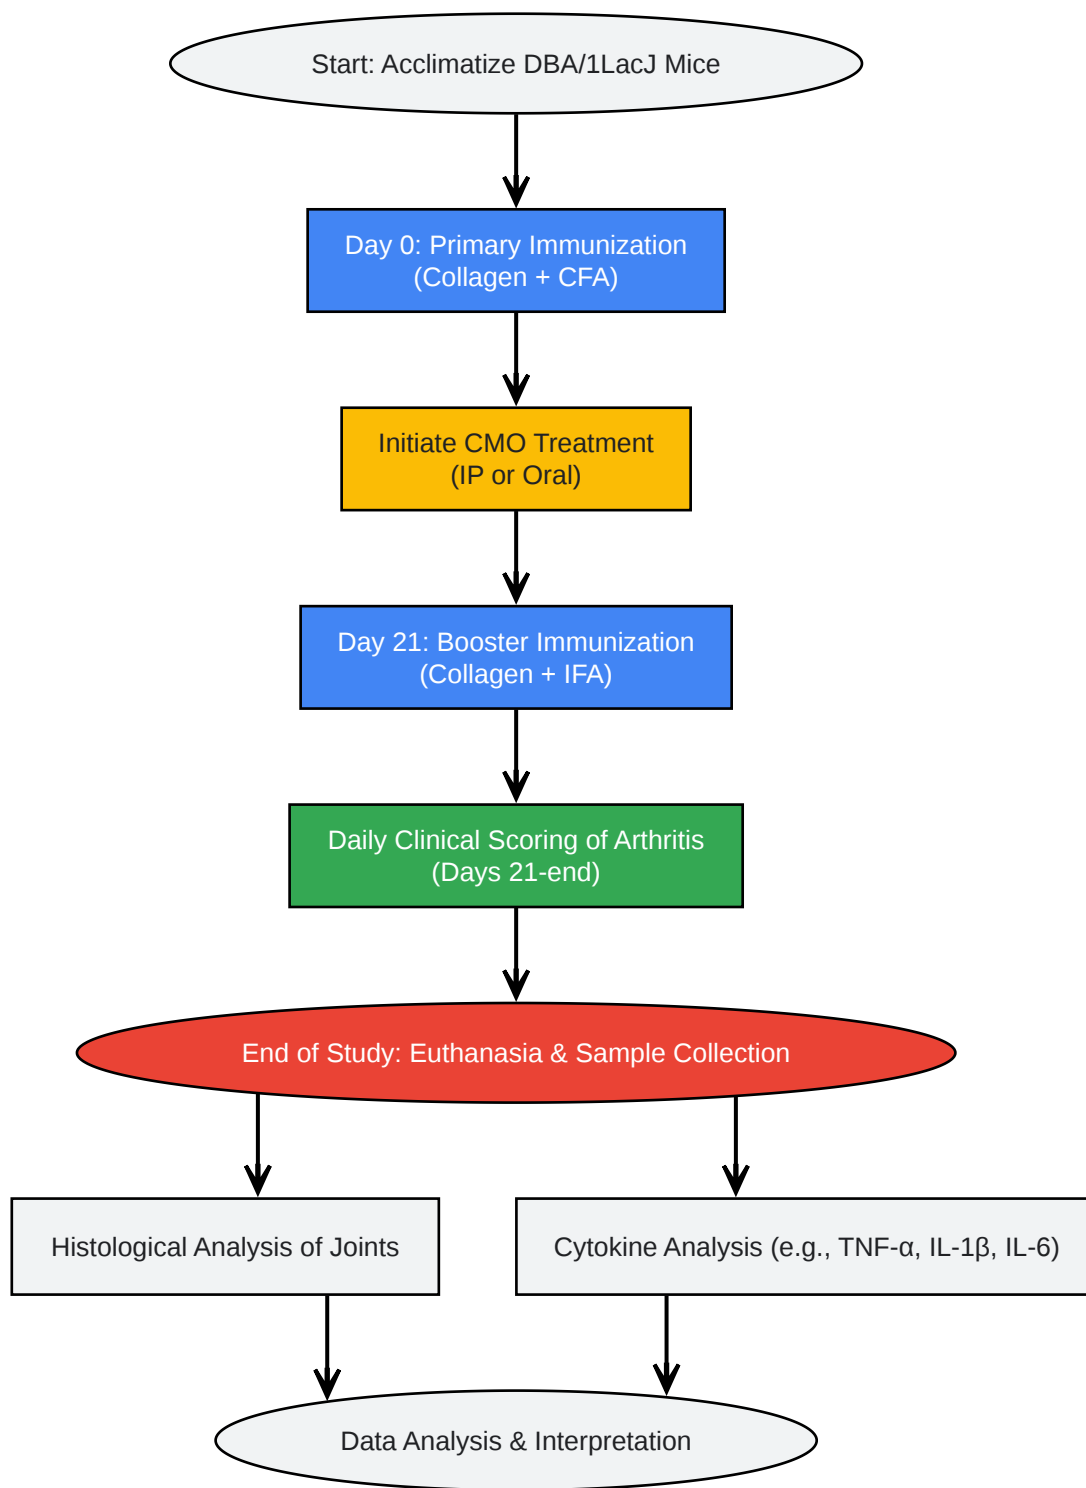 Start: Acclimatize DBA/1LacJ Mice
Day 0: Primary Immunization
(Collagen + CFA)
Initiate CMO Treatment
(IP or Oral)
Day 21: Booster Immunization
(Collagen + IFA)
Daily Clinical Scoring of Arthritis
(Days 21-end)
End of Study: Euthanasia & Sample Collection
Histological Analysis of Joints
Cytokine Analysis (e.g., TNF-α, IL-1β, IL-6)
Data Analysis & Interpretation